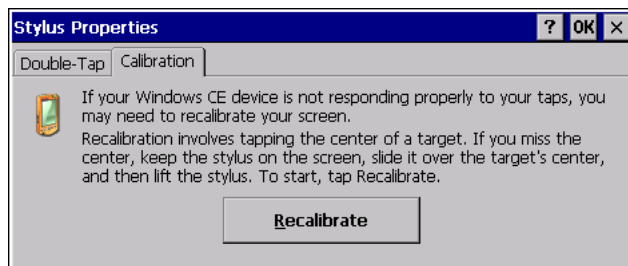 Stylus Properties ? OK ×
Double-Tap Calibration
If your Windows CE device is not responding properly to your taps, you
may need to recalibrate your screen.
Recalibration involves tapping the center of a target. If you miss the
center, keep the stylus on the screen, slide it over the target's center,
and then lift the stylus. To start, tap Recalibrate.
Recalibrate